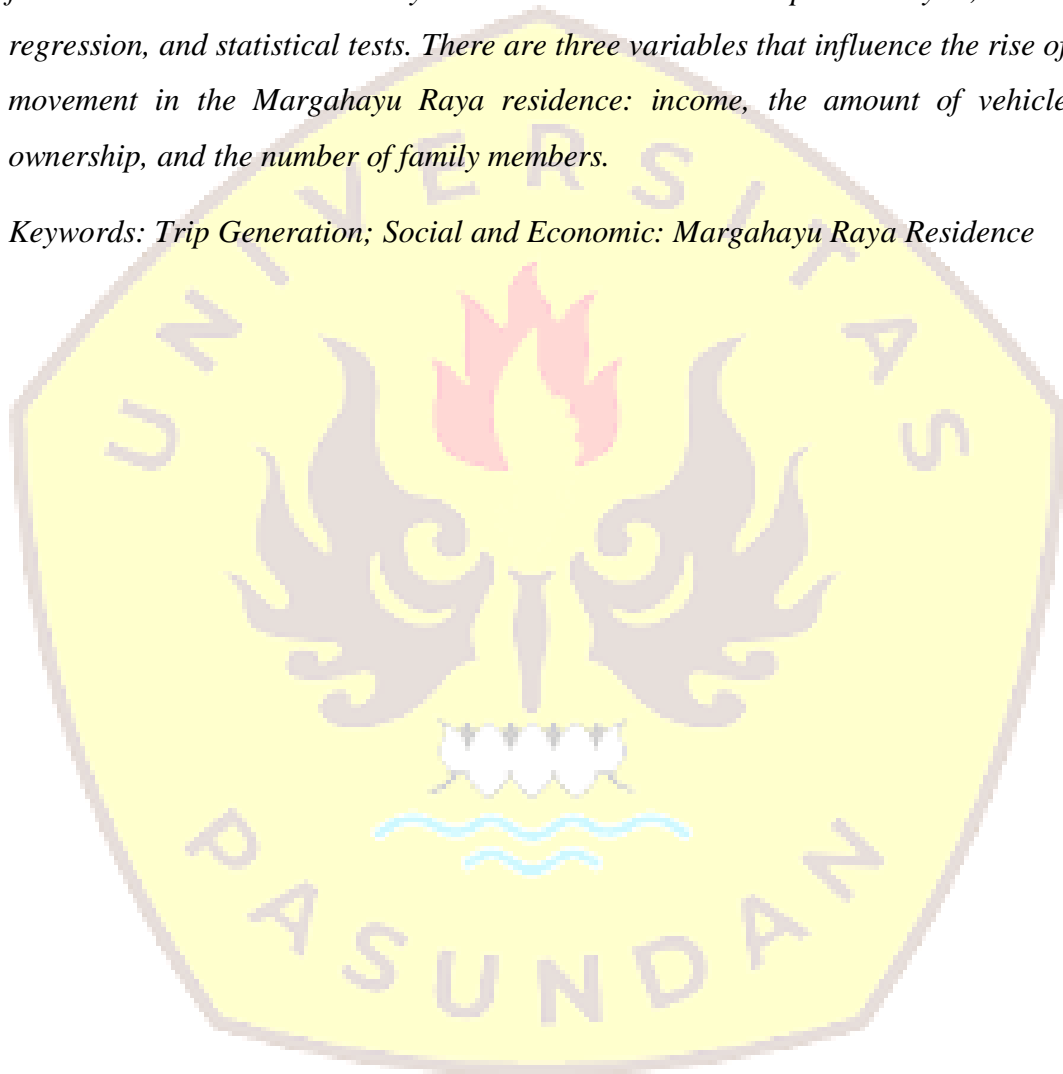 regression, and statistical tests. There are three variables that influence the rise of
movement in the Margahayu Raya residence: income, the amount of vehicle
ownership, and the number of family members.
Keywords: Trip Generation; Social and Economic: Margahayu Raya Residence
UNIVERSITAS
PASUNDAN